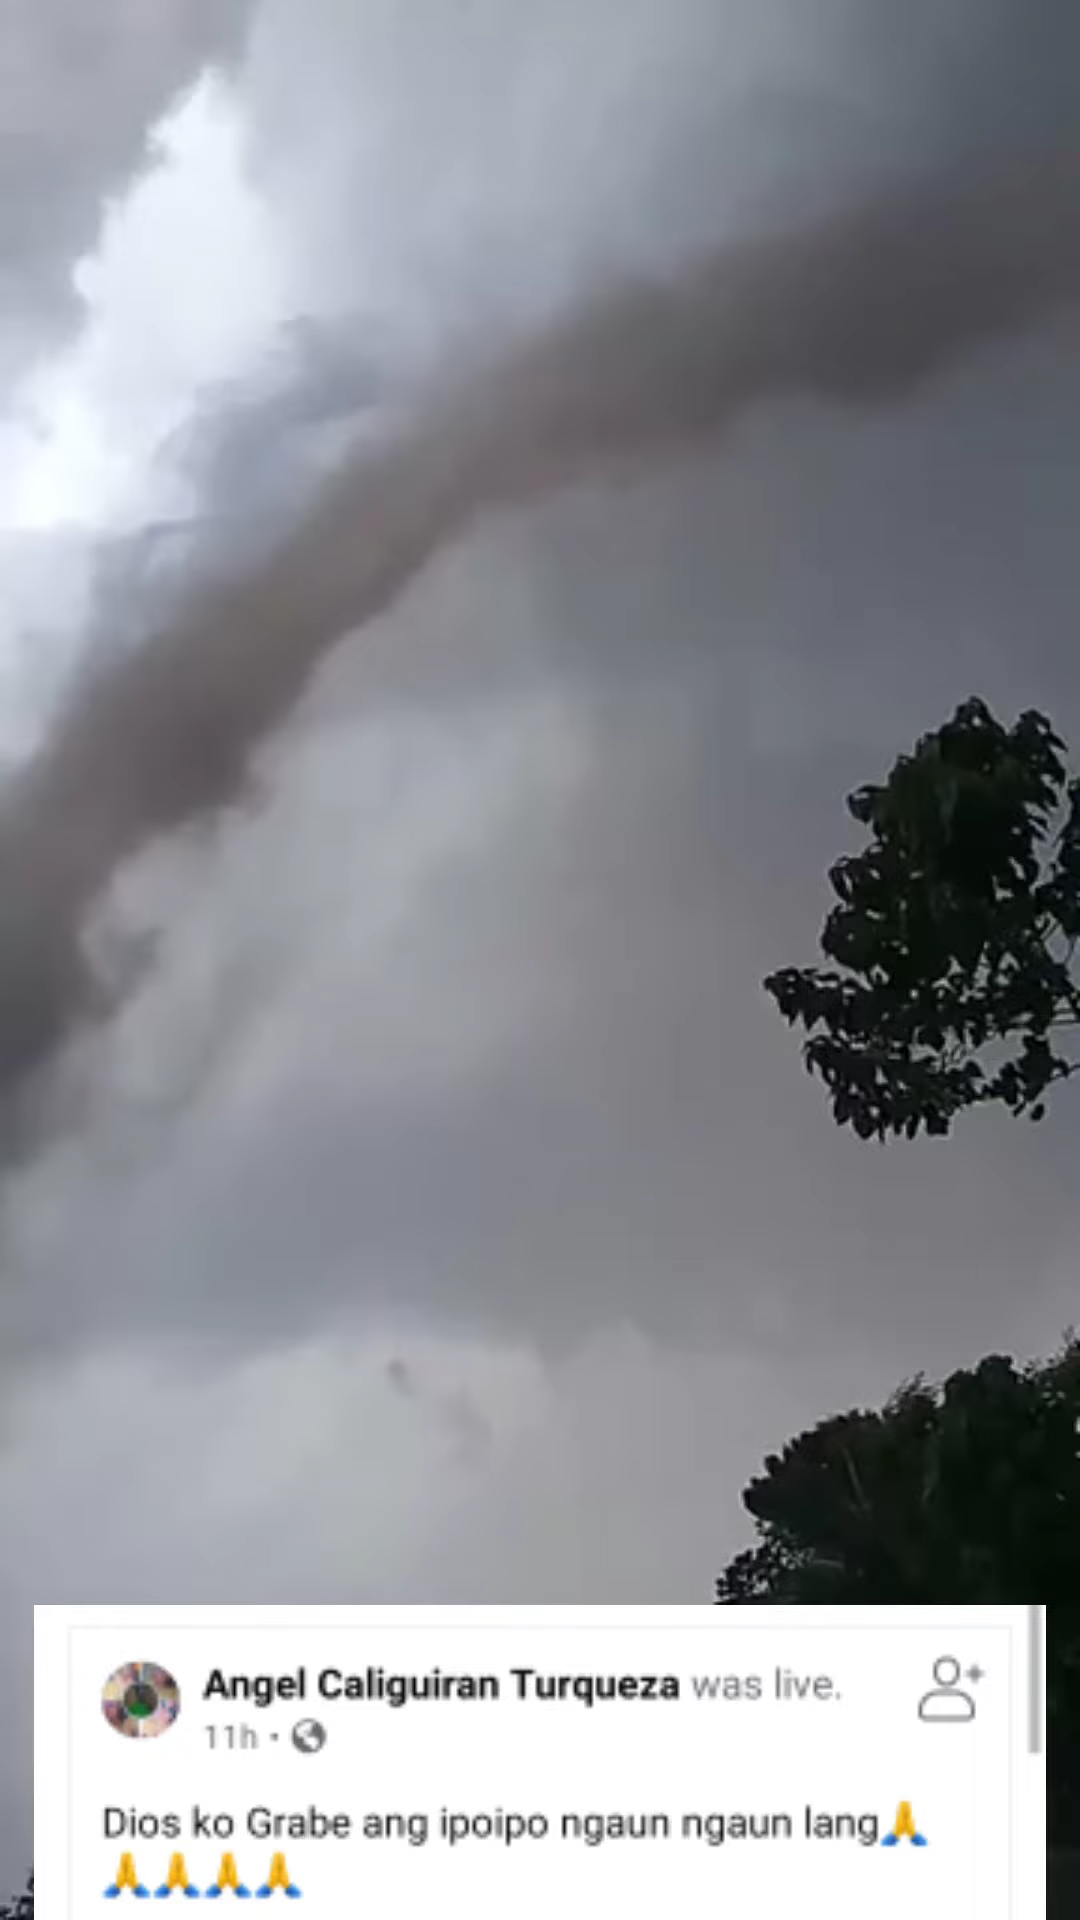 Angel Caliguiran Turqueza was live.
11h ·
Dios ko Grabe ang ipoipo ngaun ngaun lang🙏
🙏🙏🙏🙏